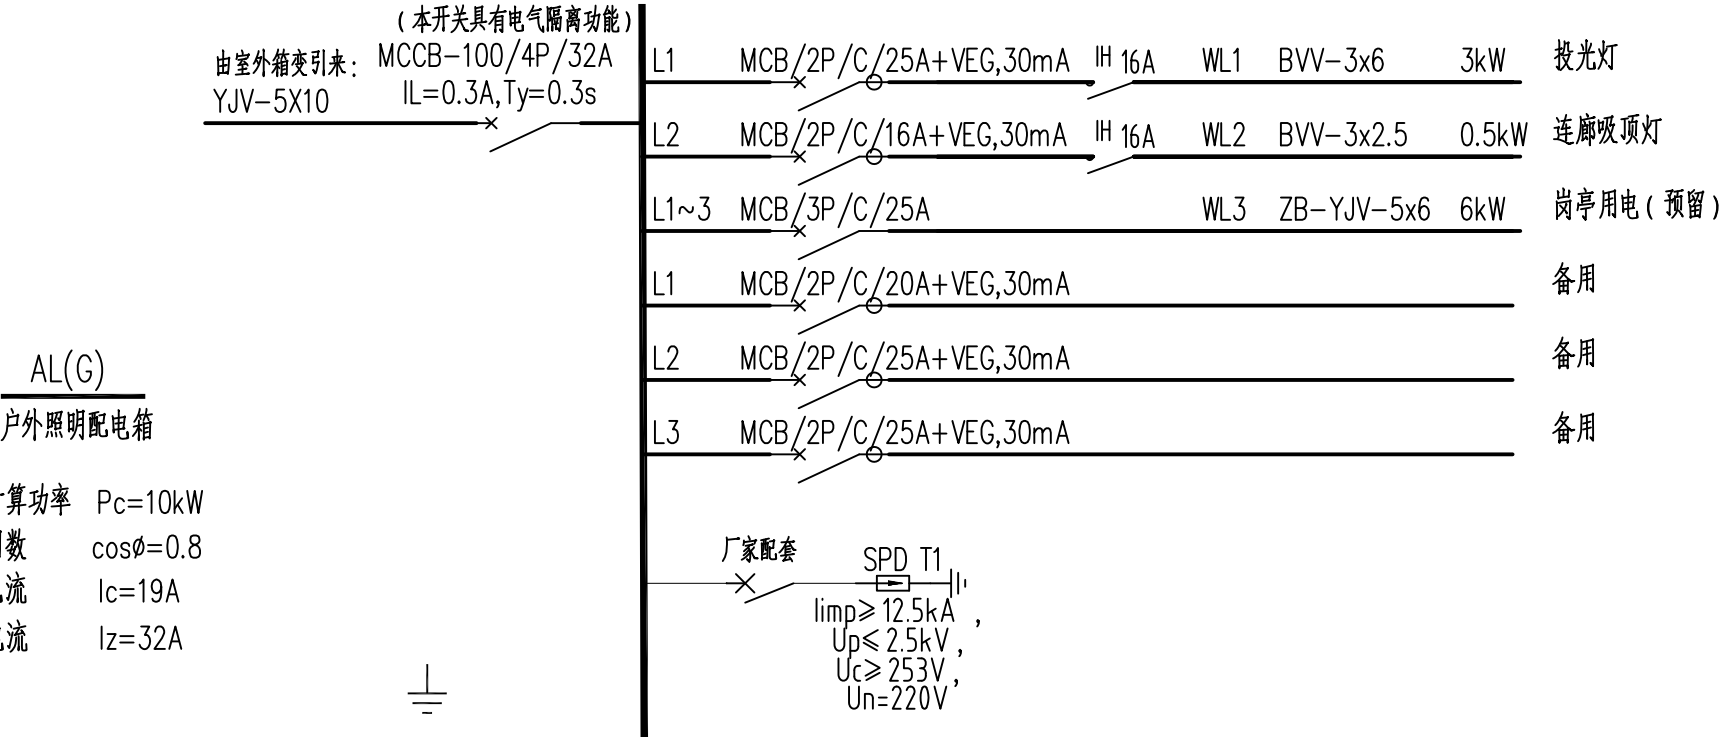 (本开关具有电气隔离功能)
由室外箱变引来: MCCB-100/4P/32A
YJV-5X10 IL=0.3A,Ty=0.3s
L1 MCB/2P/C/25A+VEG,30mA IH 16A WL1 BVV-3x6 3kW 投光灯
L2 MCB/2P/C/16A+VEG,30mA IH 16A WL2 BVV-3x2.5 0.5kW 连廊吸顶灯
L1~3 MCB/3P/C/25A WL3 ZB-YJV-5x6 6kW 岗亭用电(预留)
L1 MCB/2P/C/20A+VEG,30mA 备用
L2 MCB/2P/C/25A+VEG,30mA 备用
L3 MCB/2P/C/25A+VEG,30mA 备用
AL(G)
户外照明配电箱
算功率 Pc=10kW
数 cosø=0.8
流 Ic=19A
流 Iz=32A
厂家配套 SPD T1
Iimp≥12.5kA,
Up≤2.5kV,
Uc≥253V,
Un=220V